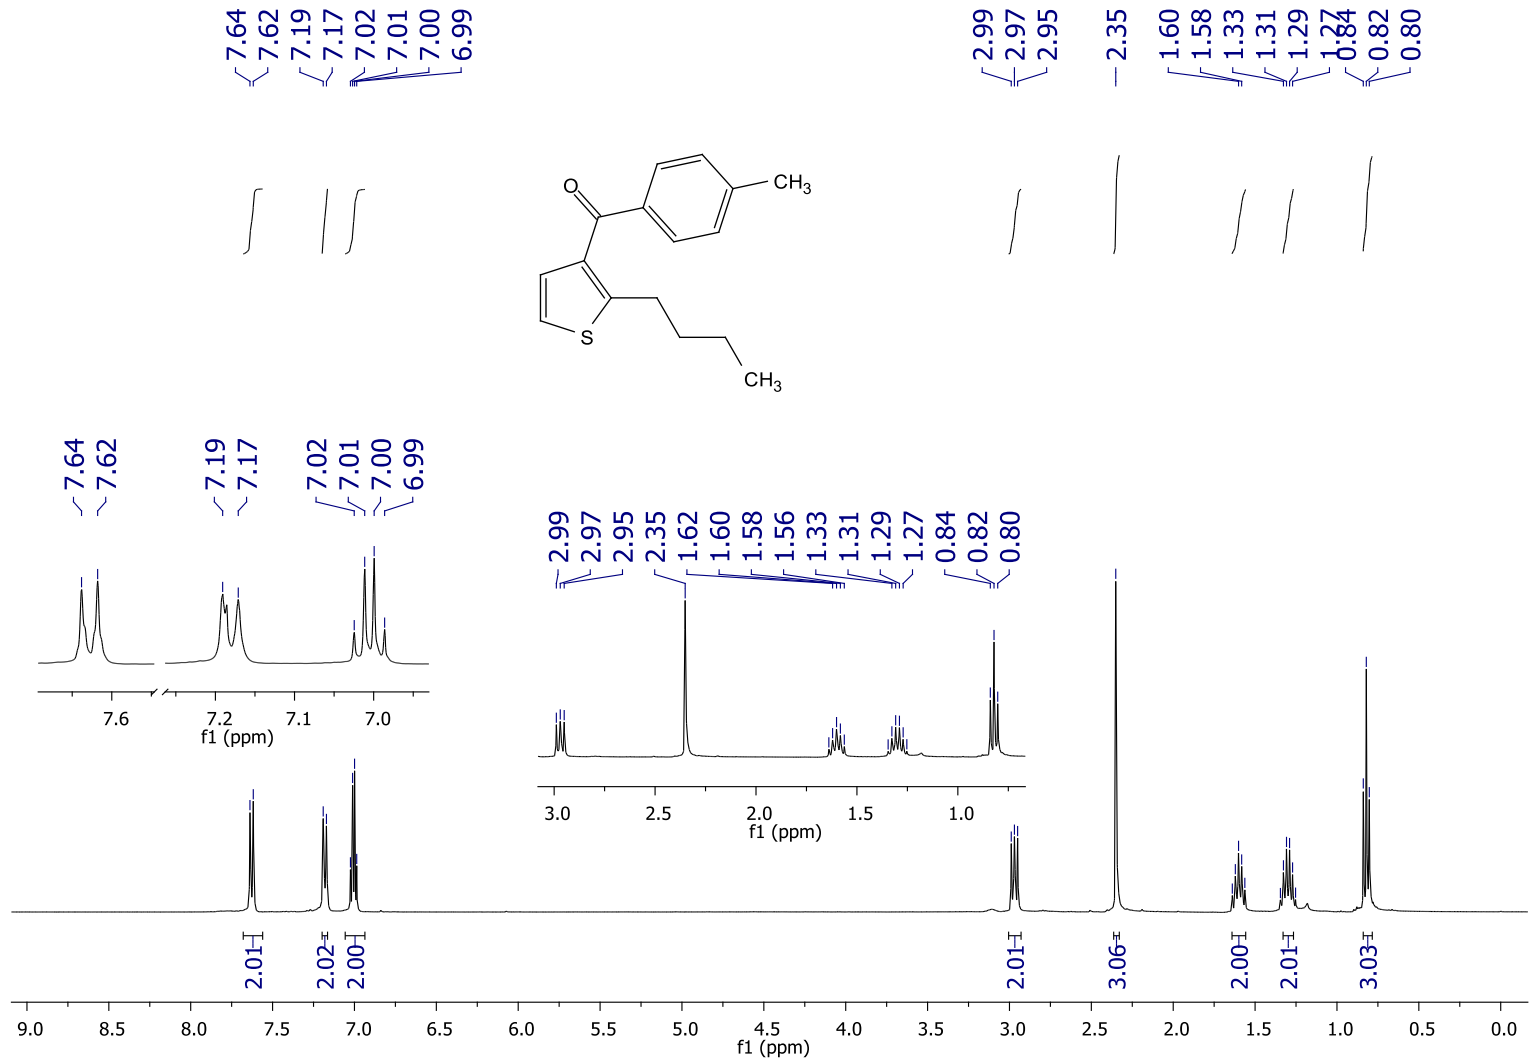 7.64 7.62 7.19 7.17 7.02 7.01 7.00 6.99 2.99 2.97 2.95 2.35 1.60 1.58 1.33 1.31 1.29 1.27 0.84 0.82 0.80
O
CH3
S
CH3
7.64 7.62 7.19 7.17 7.02 7.01 7.00 6.99
7.6 7.2 7.1 7.0
f1 (ppm)
2.99 2.97 2.95 2.35 1.62 1.60 1.58 1.56 1.33 1.31 1.29 1.27 0.84 0.82 0.80
3.0 2.5 2.0 1.5 1.0
f1 (ppm)
2.01 2.02 2.00 2.01 3.06 2.00 2.01 3.03
9.0 8.5 8.0 7.5 7.0 6.5 6.0 5.5 5.0 4.5 4.0 3.5 3.0 2.5 2.0 1.5 1.0 0.5 0.0
f1 (ppm)